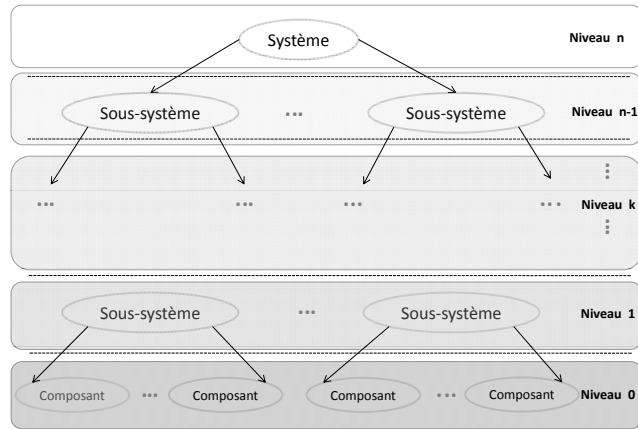 Système
Niveau n
Sous-système
...
Sous-système
Niveau n-1
...
...
...
...
...
Niveau k
...
Sous-système
...
Sous-système
Niveau 1
Composant
...
Composant
Composant
...
Composant
Niveau 0